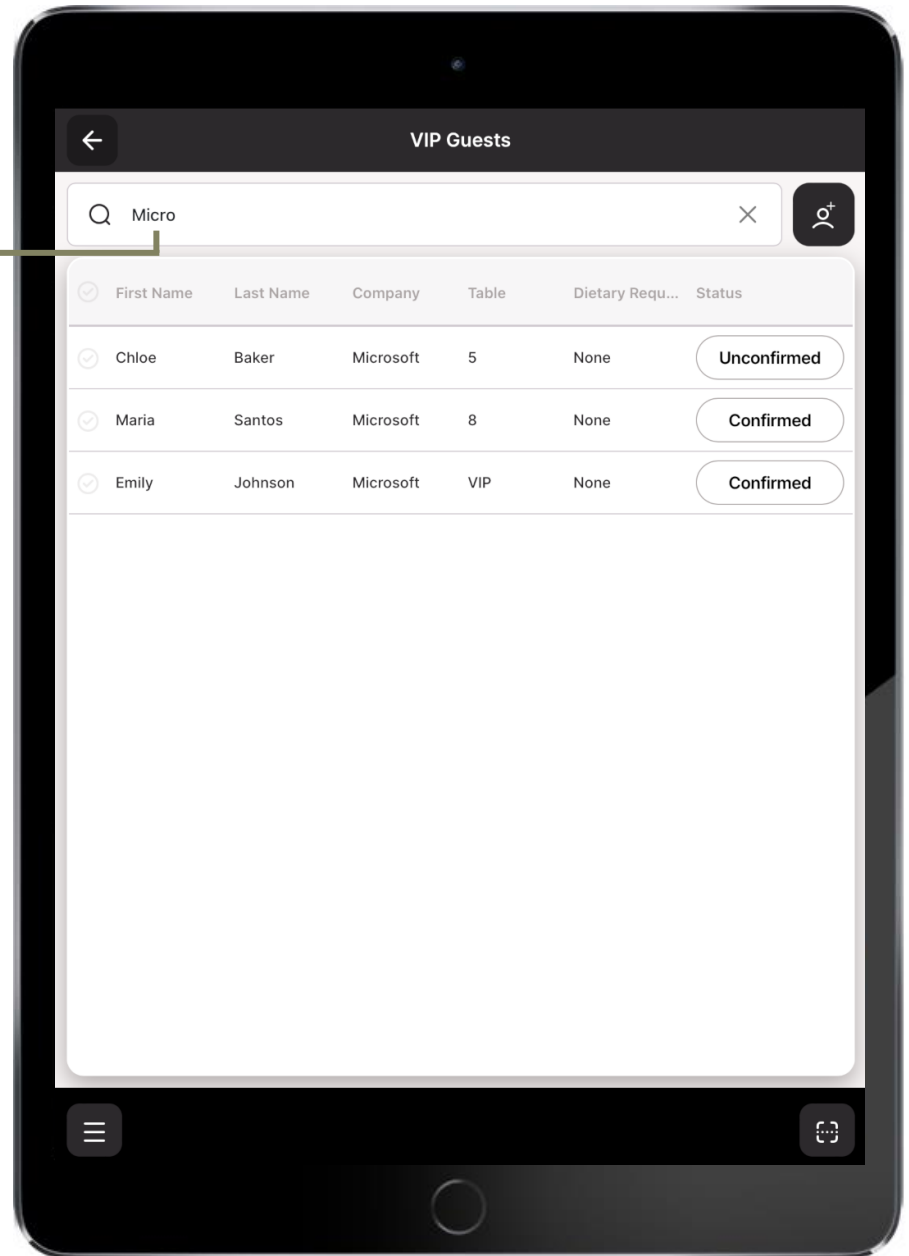 VIP Guests
Micro
First Name Last Name Company Table Dietary Requ... Status
Chloe Baker Microsoft 5 None Unconfirmed
Maria Santos Microsoft 8 None Confirmed
Emily Johnson Microsoft VIP None Confirmed